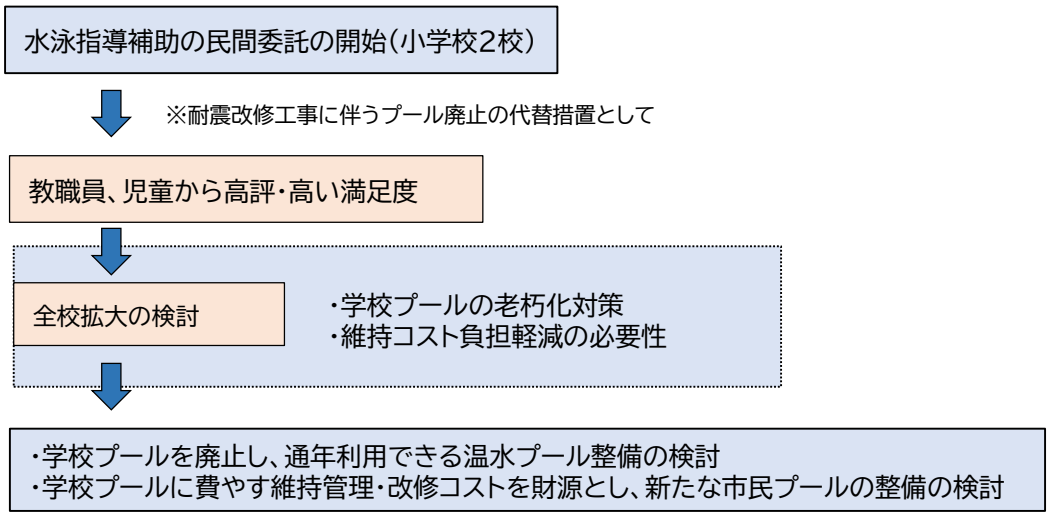 水泳指導補助の民間委託の開始(小学校2校)
※耐震改修工事に伴うプール廃止の代替措置として
教職員、児童から高評・高い満足度
全校拡大の検討
・学校プールの老朽化対策
・維持コスト負担軽減の必要性
・学校プールを廃止し、通年利用できる温水プール整備の検討
・学校プールに費やす維持管理・改修コストを財源とし、新たな市民プールの整備の検討